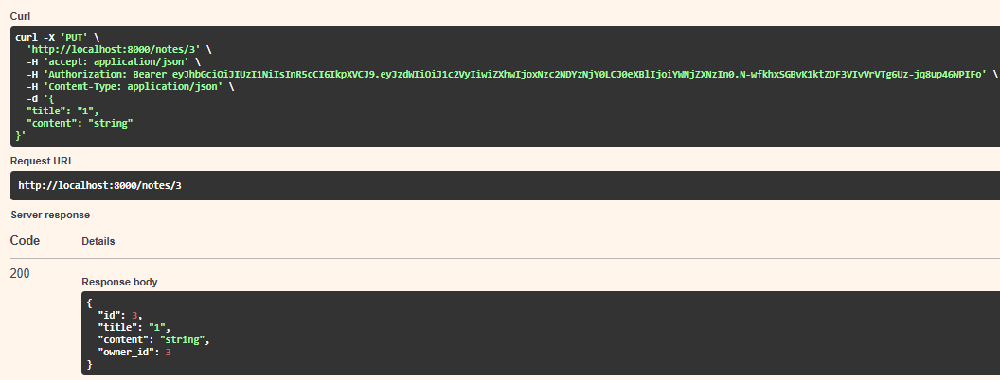 Curl
curl -X 'PUT' \
'http://localhost:8000/notes/3' \
-H 'accept: application/json' \
-H 'Authorization: Bearer eyJhbGciOiJIUzI1NiIsInR5cCI6IkpXVCJ9.eyJzdWIiOiJ1c2VyIiwiZXhwIjoxNzc2NDYzNjY0LCJ0eXBlIjoiYWNjZXNzIn0.N-wfkhxSGBvK1ktZOF3VIvVrVTg6Uz-jq8up46WPIFo' \
-H 'Content-Type: application/json' \
-d '{
"title": "1",
"content": "string"
}'
Request URL
http://localhost:8000/notes/3
Server response
Code Details
200
Response body
{
"id": 3,
"title": "1",
"content": "string",
"owner_id": 3
}